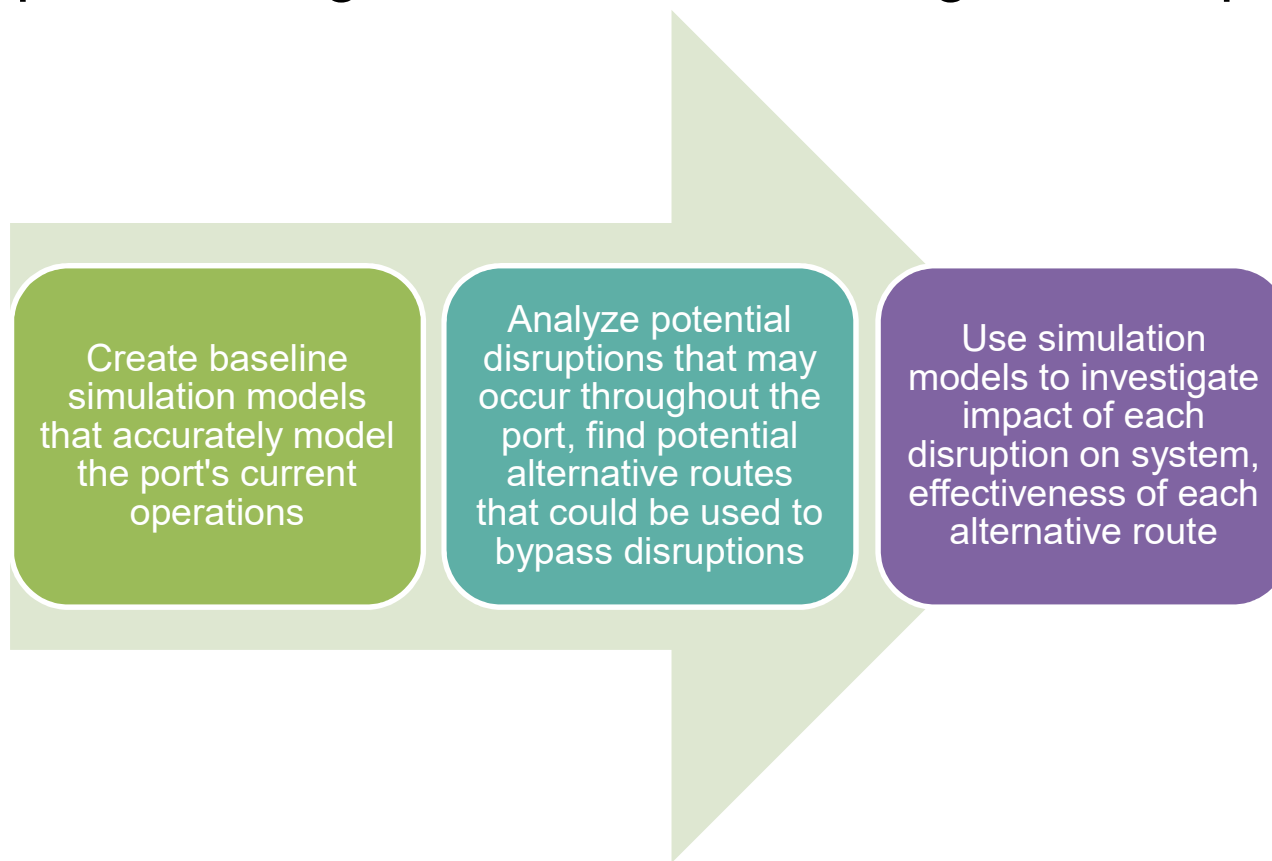 Create baseline
simulation models
that accurately model
the port's current
operations
Analyze potential
disruptions that may
occur throughout the
port, find potential
alternative routes
that could be used to
bypass disruptions
Use simulation
models to investigate
impact of each
disruption on system,
effectiveness of each
alternative route